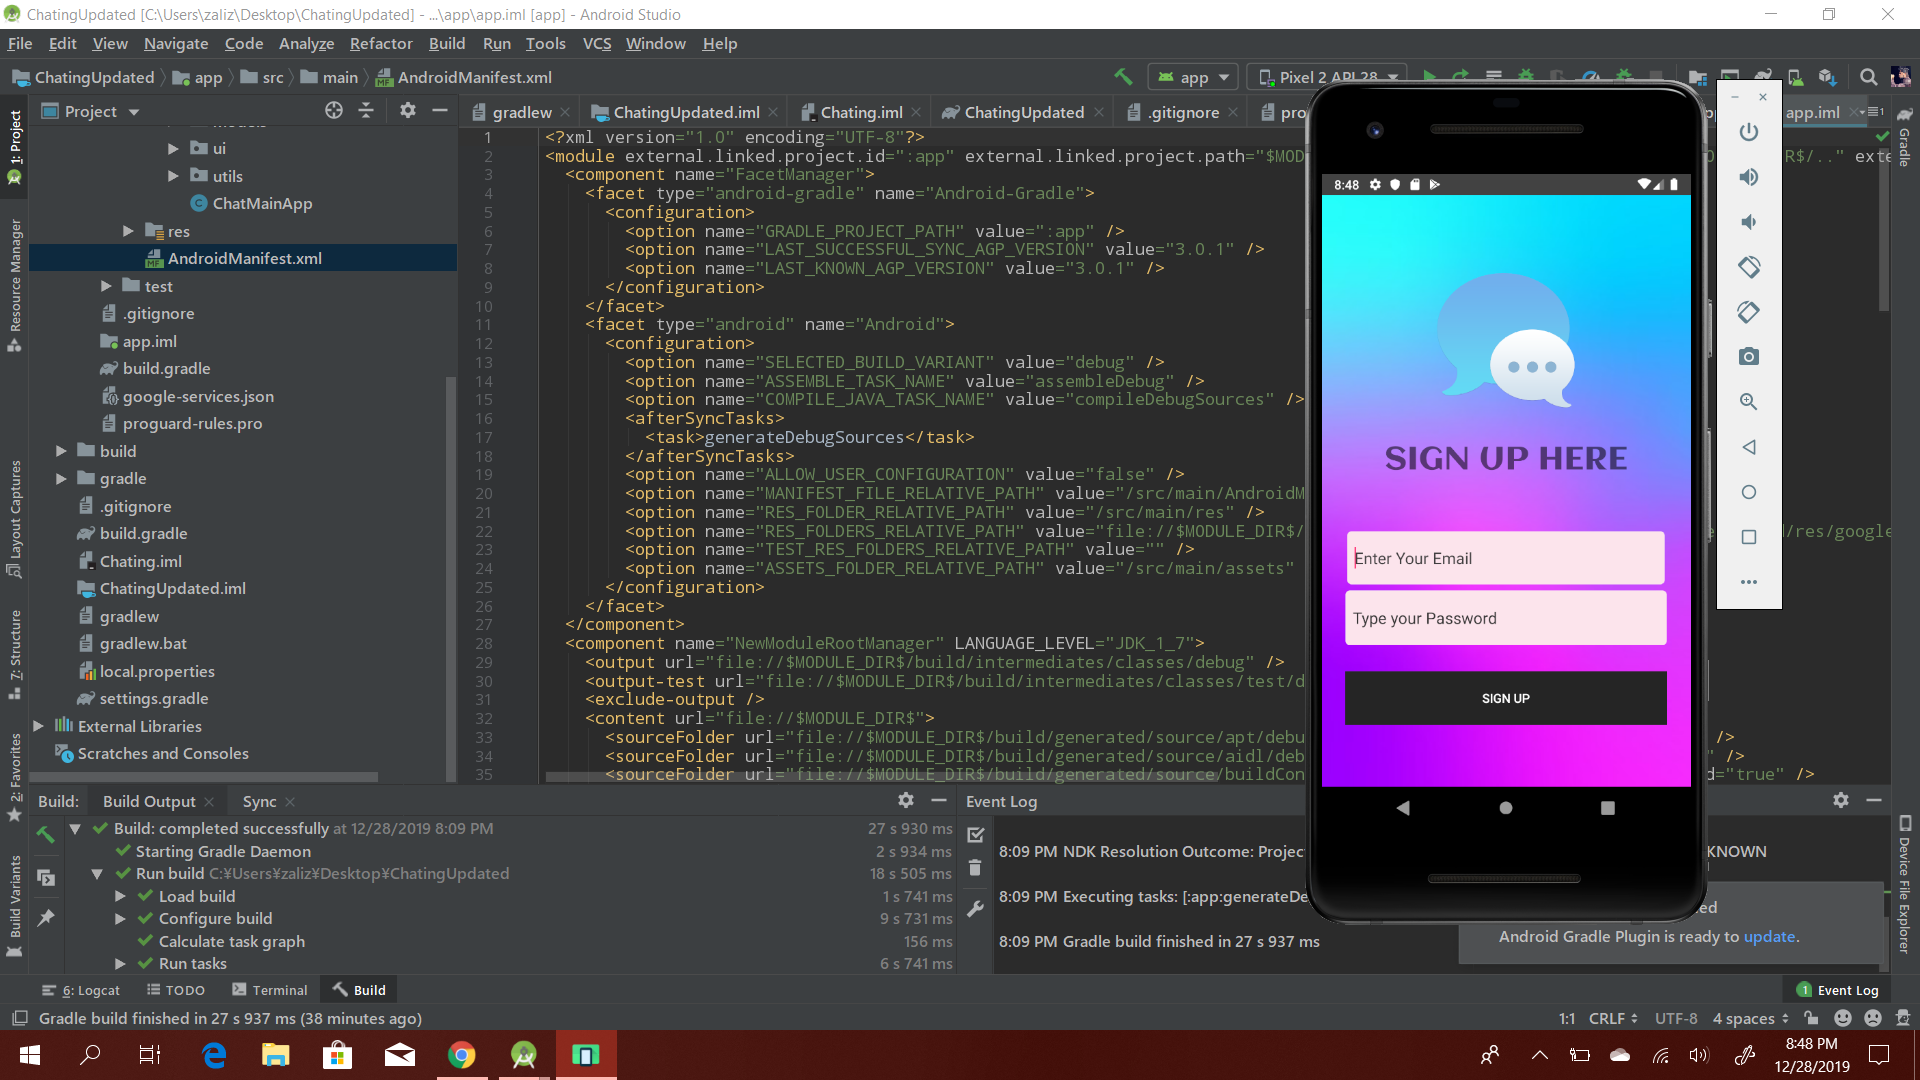 ChatingUpdated [C:\Users\zaliz\Desktop\ChatingUpdated] - ...\app\app.iml [app] - Android Studio
File Edit View Navigate Code Analyze Refactor Build Run Tools VCS Window Help
ChatingUpdated app src main AndroidManifest.xml app Pixel 2 API 28
Project gradlew ChatingUpdated.iml Chating.iml ChatingUpdated .gitignore app.iml
1: Project
Resource Manager
Layout Captures
7: Structure
2: Favorites
Build Variants
Gradle
Device File Explorer
ui
utils
ChatMainApp
res
AndroidManifest.xml
test
.gitignore
app.iml
build.gradle
google-services.json
proguard-rules.pro
build
gradle
.gitignore
build.gradle
Chating.iml
ChatingUpdated.iml
gradlew
gradlew.bat
local.properties
settings.gradle
External Libraries
Scratches and Consoles
1 <?xml version="1.0" encoding="UTF-8"?>
2 <module external.linked.project.id=":app" external.linked.project.path="$MOD R$/.." exte
3 <component name="FacetManager">
4 <facet type="android-gradle" name="Android-Gradle">
5 <configuration>
6 <option name="GRADLE_PROJECT_PATH" value=":app" />
7 <option name="LAST_SUCCESSFUL_SYNC_AGP_VERSION" value="3.0.1" />
8 <option name="LAST_KNOWN_AGP_VERSION" value="3.0.1" />
9 </configuration>
10 </facet>
11 <facet type="android" name="Android">
12 <configuration>
13 <option name="SELECTED_BUILD_VARIANT" value="debug" />
14 <option name="ASSEMBLE_TASK_NAME" value="assembleDebug" />
15 <option name="COMPILE_JAVA_TASK_NAME" value="compileDebugSources" />
16 <afterSyncTasks>
17 <task>generateDebugSources</task>
18 </afterSyncTasks>
19 <option name="ALLOW_USER_CONFIGURATION" value="false" />
20 <option name="MANIFEST_FILE_RELATIVE_PATH" value="/src/main/AndroidM
21 <option name="RES_FOLDER_RELATIVE_PATH" value="/src/main/res" />
22 <option name="RES_FOLDERS_RELATIVE_PATH" value="file://$MODULE_DIR$/ /res/google
23 <option name="TEST_RES_FOLDERS_RELATIVE_PATH" value="" />
24 <option name="ASSETS_FOLDER_RELATIVE_PATH" value="/src/main/assets"
25 </configuration>
26 </facet>
27 </component>
28 <component name="NewModuleRootManager" LANGUAGE_LEVEL="JDK_1_7">
29 <output url="file://$MODULE_DIR$/build/intermediates/classes/debug" />
30 <output-test url="file://$MODULE_DIR$/build/intermediates/classes/test/d
31 <exclude-output />
32 <content url="file://$MODULE_DIR$">
33 <sourceFolder url="file://$MODULE_DIR$/build/generated/source/apt/debu />
34 <sourceFolder url="file://$MODULE_DIR$/build/generated/source/aidl/deb " />
35 <sourceFolder url="file://$MODULE_DIR$/build/generated/source/buildCon d="true" />
8:48
SIGN UP HERE
Enter Your Email
Type your Password
SIGN UP
Build: Build Output Sync
Build: completed successfully at 12/28/2019 8:09 PM 27 s 930 ms
Starting Gradle Daemon 2 s 934 ms
Run build C:¥Users¥zaliz¥Desktop¥ChatingUpdated 18 s 505 ms
Load build 1 s 741 ms
Configure build 9 s 731 ms
Calculate task graph 156 ms
Run tasks 6 s 741 ms
Event Log
8:09 PM NDK Resolution Outcome: Project KNOWN
8:09 PM Executing tasks: [:app:generateDe
8:09 PM Gradle build finished in 27 s 937 ms
Android Gradle Plugin is ready to update.
6: Logcat TODO Terminal Build 1 Event Log
Gradle build finished in 27 s 937 ms (38 minutes ago) 1:1 CRLF UTF-8 4 spaces
8:48 PM
12/28/2019